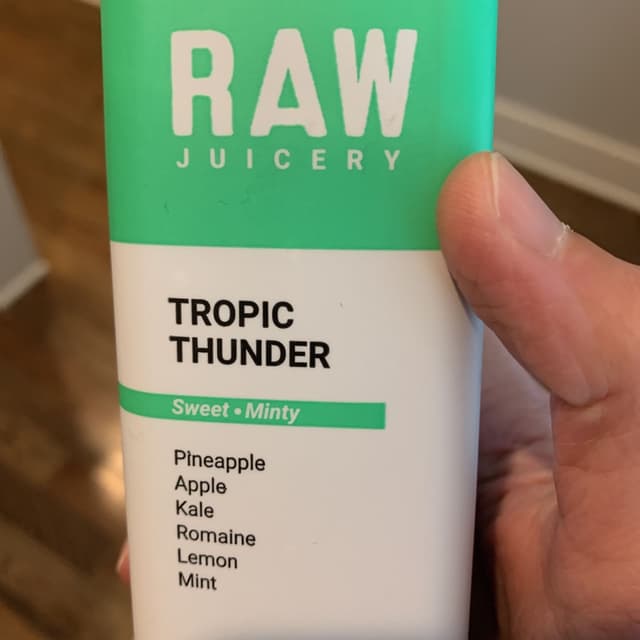 RAW
JUICERY
TROPIC
THUNDER
Sweet • Minty
Pineapple
Apple
Kale
Romaine
Lemon
Mint